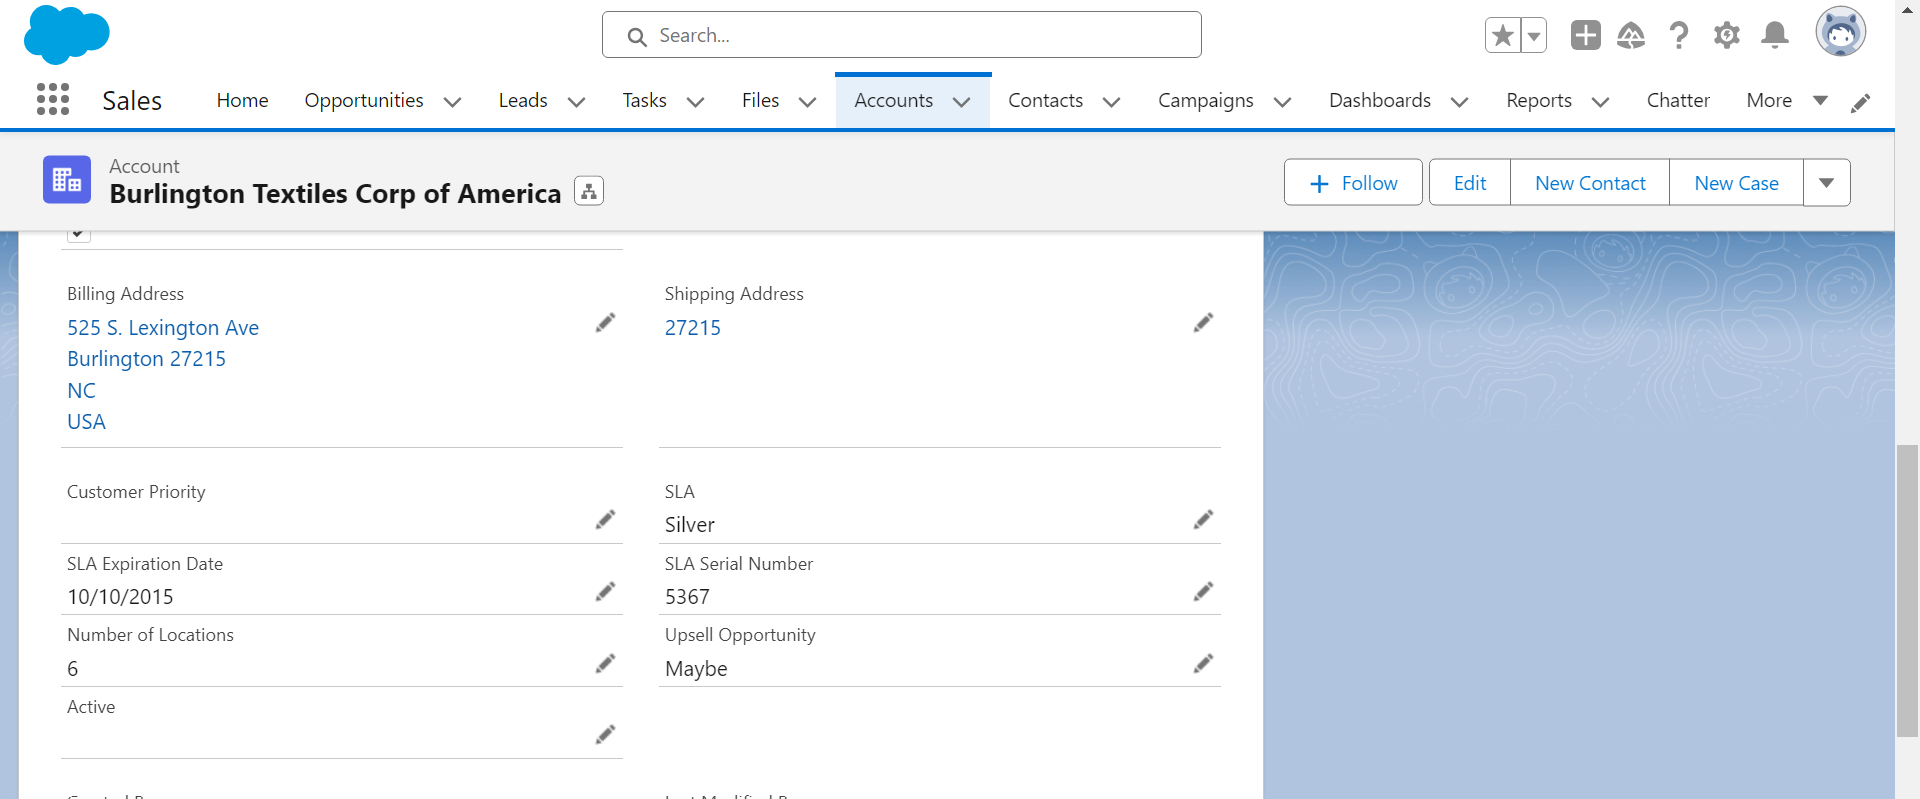 Search...
Sales
Home
Opportunities
Leads
Tasks
Files
Accounts
Contacts
Campaigns
Dashboards
Reports
Chatter
More
Account
Burlington Textiles Corp of America
Follow
Edit
New Contact
New Case
Billing Address
525 S. Lexington Ave
Burlington 27215
NC
USA
Shipping Address
27215
Customer Priority
SLA
Silver
SLA Expiration Date
10/10/2015
SLA Serial Number
5367
Number of Locations
6
Upsell Opportunity
Maybe
Active